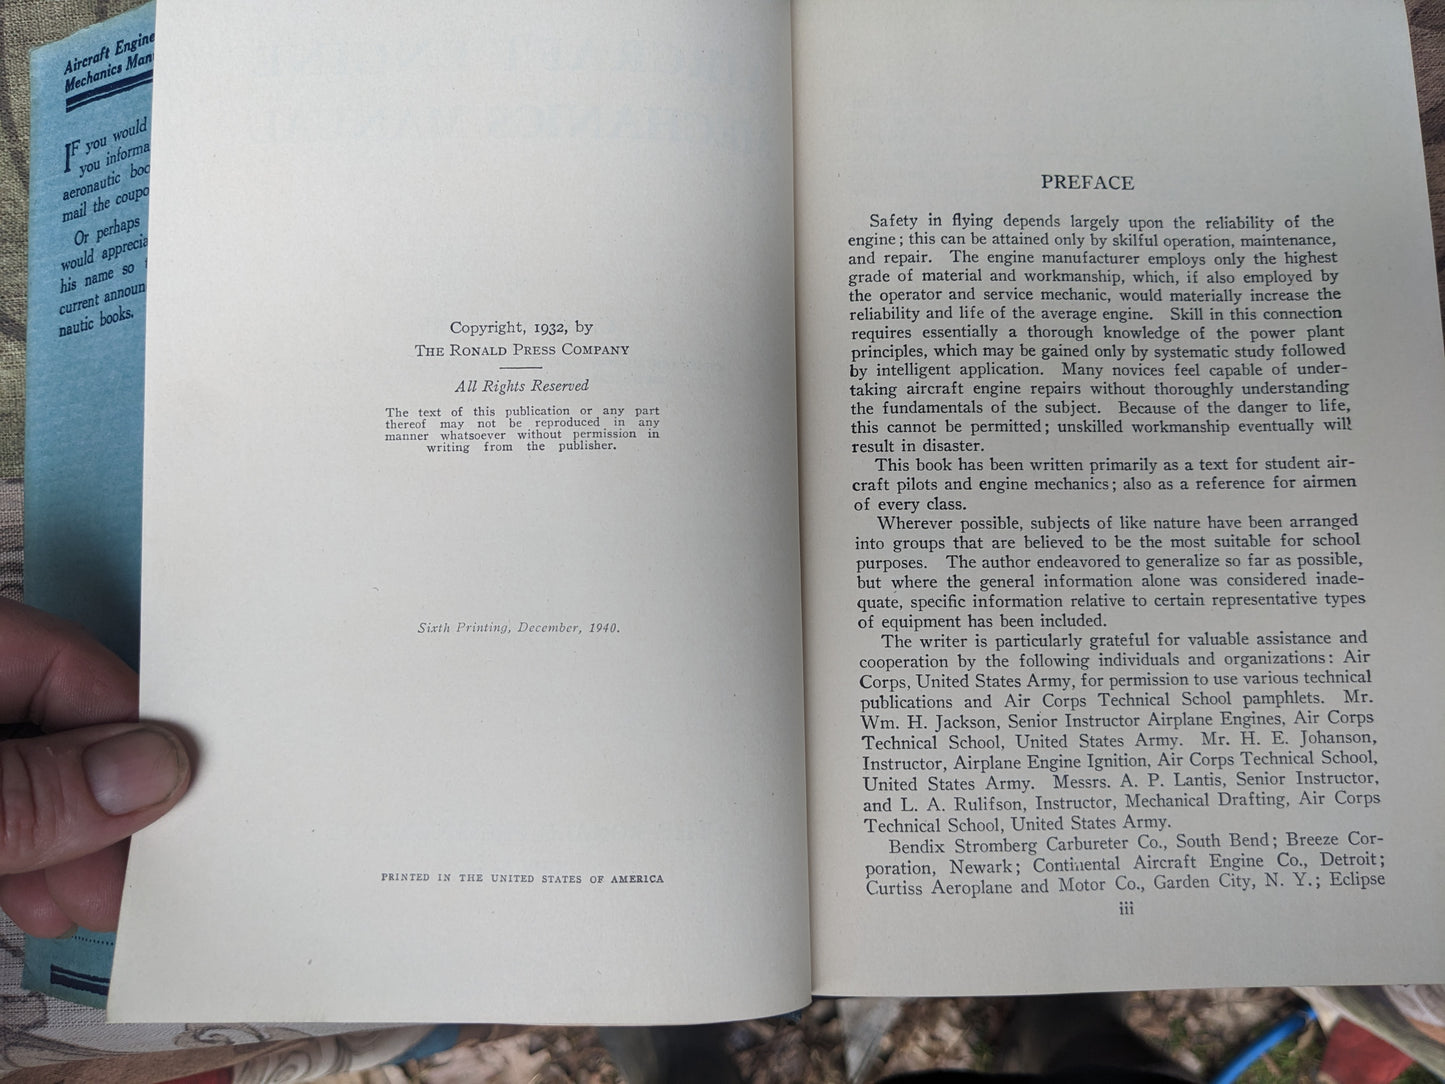 Aircraft Engine
Mechanics Man
IF you would
you informa
aeronautic boo
mail the coupo
Or perhaps
would apprecia
his name so
current announ
nautic books.
Copyright, 1932, by
THE RONALD PRESS COMPANY
All Rights Reserved
The text of this publication or any part
thereof may not be reproduced in any
manner whatsoever without permission in
writing from the publisher.
Sixth Printing, December, 1940.
PRINTED IN THE UNITED STATES OF AMERICA
PREFACE
Safety in flying depends largely upon the reliability of the
engine; this can be attained only by skilful operation, maintenance,
and repair. The engine manufacturer employs only the highest
grade of material and workmanship, which, if also employed by
the operator and service mechanic, would materially increase the
reliability and life of the average engine. Skill in this connection
requires essentially a thorough knowledge of the power plant
principles, which may be gained only by systematic study followed
by intelligent application. Many novices feel capable of under-
taking aircraft engine repairs without thoroughly understanding
the fundamentals of the subject. Because of the danger to life,
this cannot be permitted; unskilled workmanship eventually will
result in disaster.
This book has been written primarily as a text for student air-
craft pilots and engine mechanics; also as a reference for airmen
of every class.
Wherever possible, subjects of like nature have been arranged
into groups that are believed to be the most suitable for school
purposes. The author endeavored to generalize so far as possible,
but where the general information alone was considered inade-
quate, specific information relative to certain representative types
of equipment has been included.
The writer is particularly grateful for valuable assistance and
cooperation by the following individuals and organizations: Air
Corps, United States Army, for permission to use various technical
publications and Air Corps Technical School pamphlets. Mr.
Wm. H. Jackson, Senior Instructor Airplane Engines, Air Corps
Technical School, United States Army. Mr. H. E. Johanson,
Instructor, Airplane Engine Ignition, Air Corps Technical School,
United States Army. Messrs. A. P. Lantis, Senior Instructor,
and L. A. Rulifson, Instructor, Mechanical Drafting, Air Corps
Technical School, United States Army.
Bendix Stromberg Carbureter Co., South Bend; Breeze Cor-
poration, Newark; Continental Aircraft Engine Co., Detroit;
Curtiss Aeroplane and Motor Co., Garden City, N. Y.; Eclipse
iii